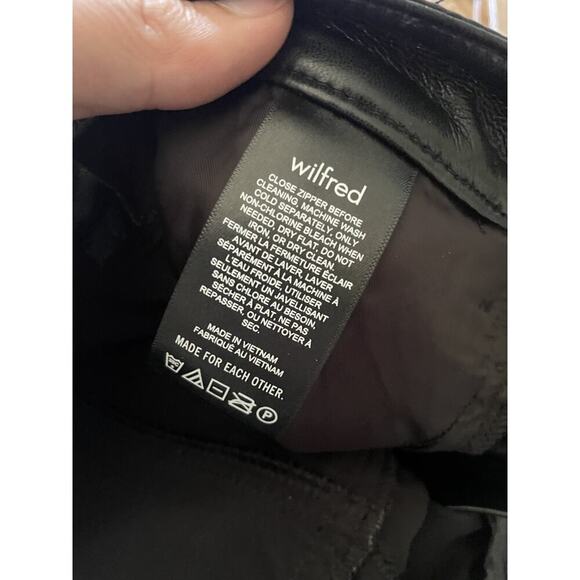 wilfred
CLOSE ZIPPER BEFORE
CLEANING, MACHINE WASH
COLD SEPARATELY, ONLY
NON-CHLORINE BLEACH WHEN
NEEDED, DRY FLAT, DO NOT
IRON, OR DRY CLEAN.
FERMER LA FERMETURE ÉCLAIR
AVANT DE LAVER, LAVER
SÉPARÉMENT À LA MACHINE À
L'EAU FROIDE, UTILISER
SEULEMENT UN JAVELLISANT
SANS CHLORE AU BESOIN,
SÉCHER À PLAT, NE PAS
REPASSER, OU NETTOYER À
SEC.
MADE IN VIETNAM
FABRIQUÉ AU VIETNAM
MADE FOR EACH OTHER.
P